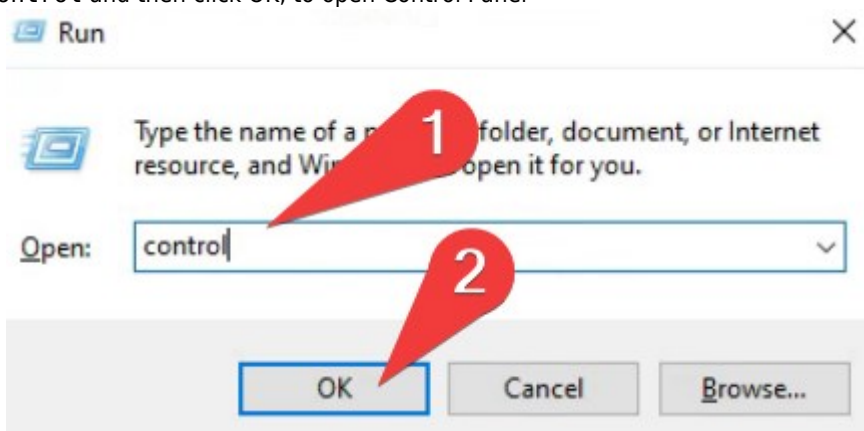 and then click OK, to open Control Panel
Run
Type the name of a folder, document, or Internet
resource, and open it for you.
1
Open: control
2
OK Cancel Browse...